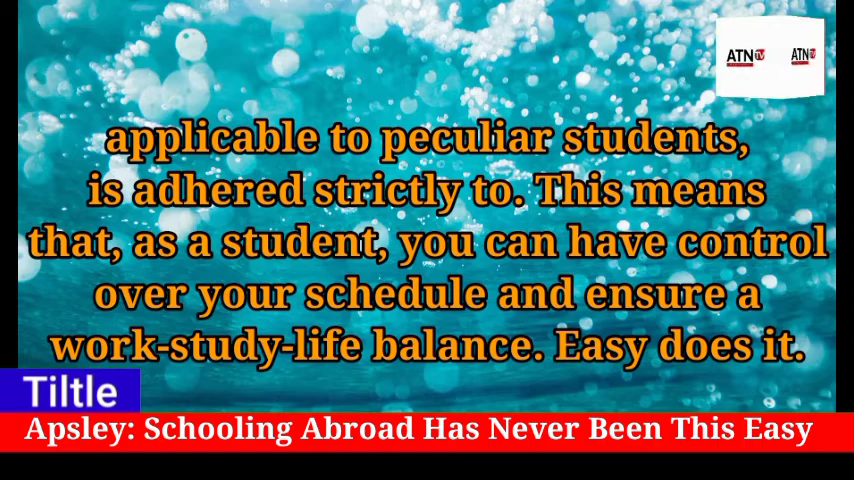 ATNTV ATNTV
applicable to peculiar students,
is adhered strictly to. This means
that, as a student, you can have control
over your schedule and ensure a
work-study-life balance. Easy does it.
Tiltle
Apsley: Schooling Abroad Has Never Been This Easy